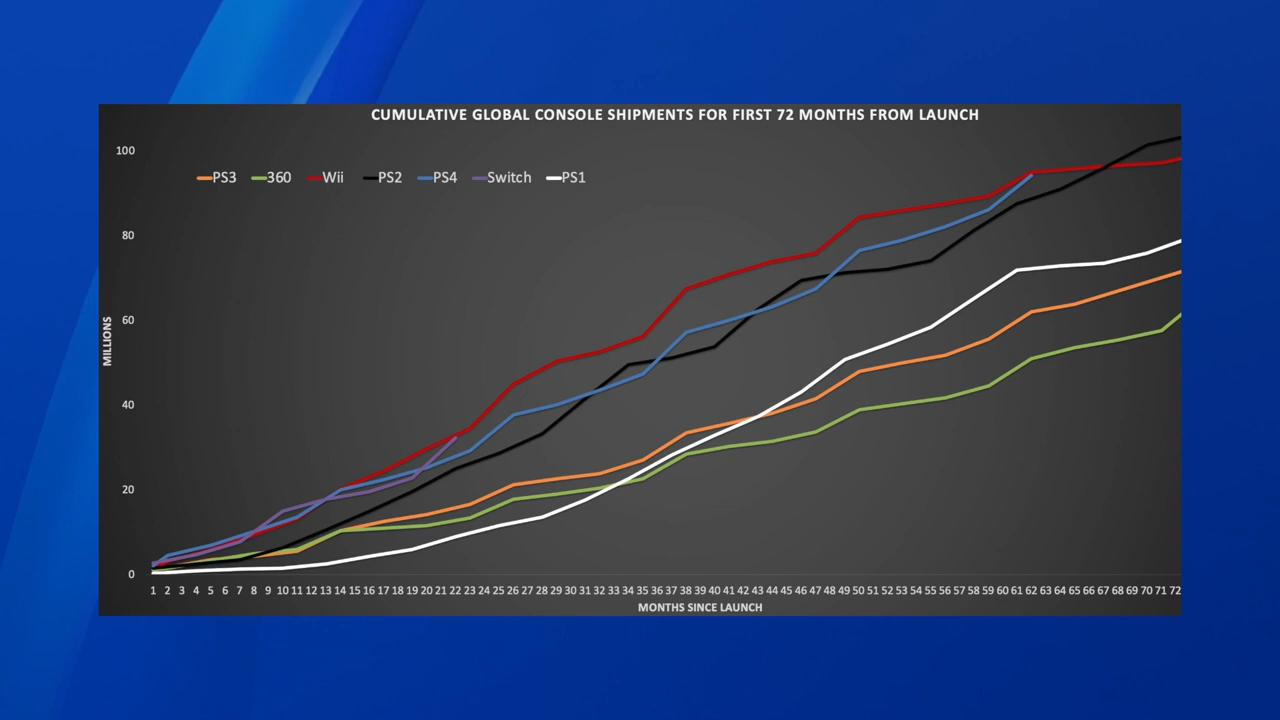 CUMULATIVE GLOBAL CONSOLE SHIPMENTS FOR FIRST 72 MONTHS FROM LAUNCH
100
PS3 360 Wii PS2 PS4 Switch PS1
80
60
MILLIONS
40
20
0
1 2 3 4 5 6 7 8 9 10 11 12 13 14 15 16 17 18 19 20 21 22 23 24 25 26 27 28 29 30 31 32 33 34 35 36 37 38 39 40 41 42 43 44 45 46 47 48 49 50 51 52 53 54 55 56 57 58 59 60 61 62 63 64 65 66 67 68 69 70 71 72
MONTHS SINCE LAUNCH